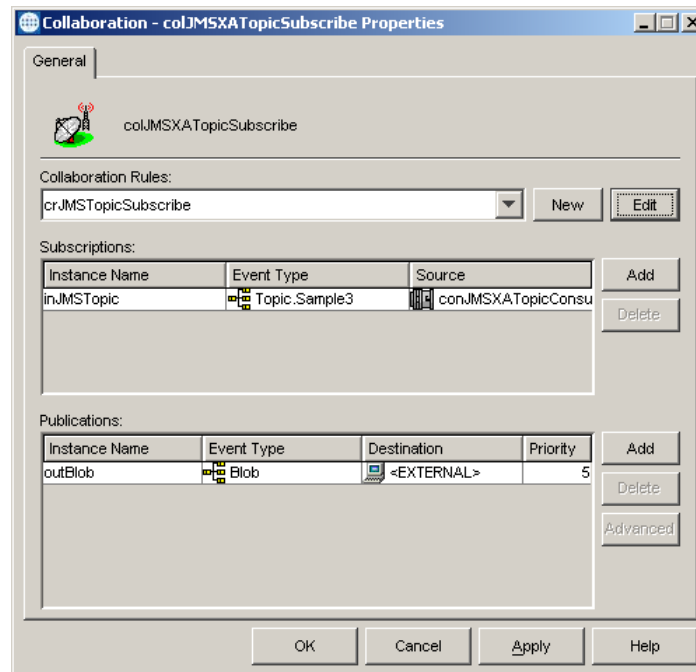 Collaboration - colJMSXATopicSubscribe Properties
General
colJMSXATopicSubscribe
Collaboration Rules:
crJMSTopicSubscribe New Edit
Subscriptions:
Instance Name Event Type Source Add
inJMSTopic Topic.Sample3 conJMSXATopicConsu
Delete
Publications:
Instance Name Event Type Destination Priority Add
outBlob Blob <EXTERNAL> 5
Delete
Advanced
OK Cancel Apply Help